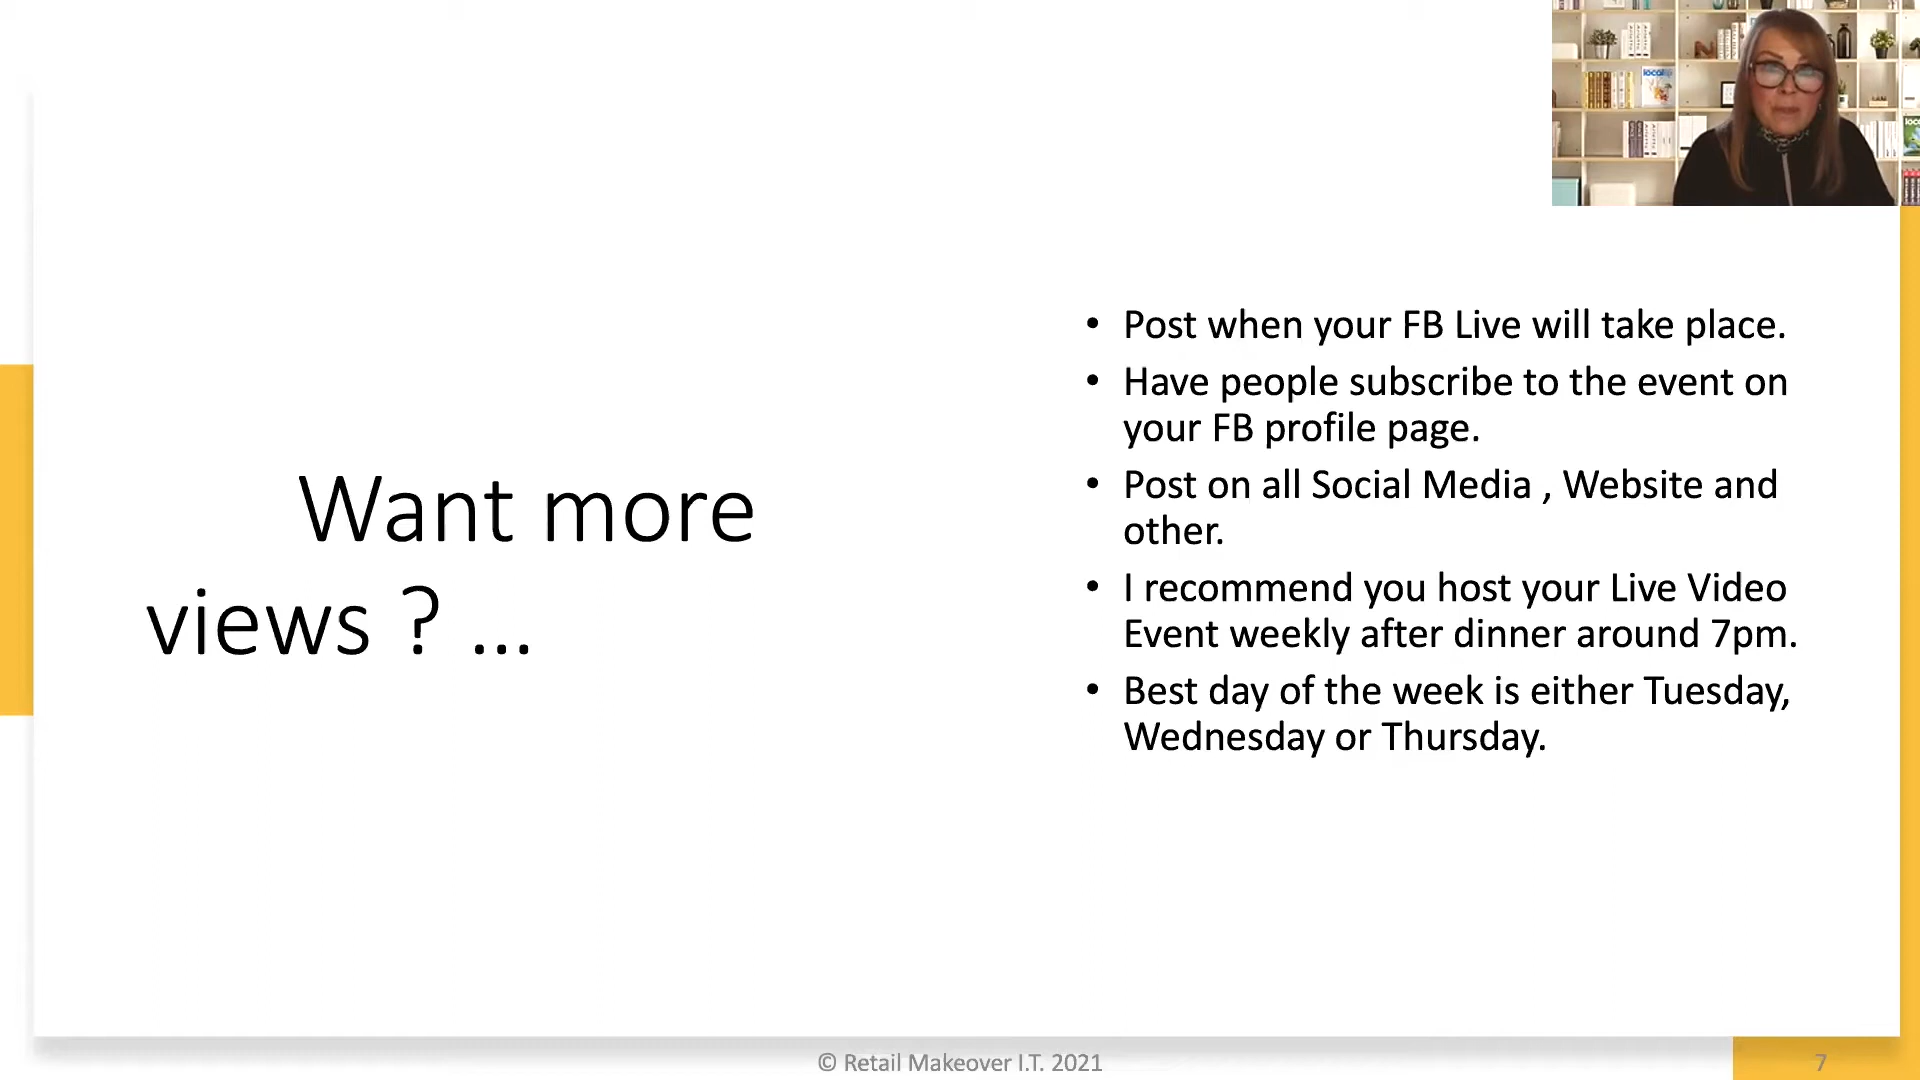 Want more
views ? ...
• Post when your FB Live will take place.
• Have people subscribe to the event on
your FB profile page.
• Post on all Social Media , Website and
other.
• I recommend you host your Live Video
Event weekly after dinner around 7pm.
• Best day of the week is either Tuesday,
Wednesday or Thursday.
© Retail Makeover I.T. 2021
7